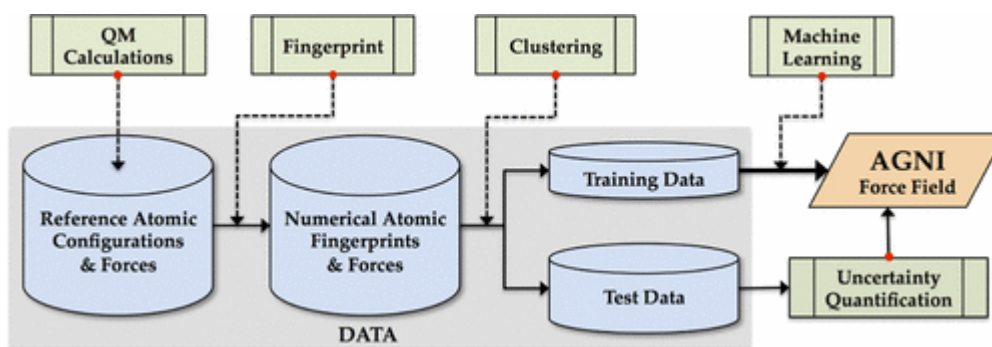 QM
Calculations
Fingerprint
Clustering
Machine
Learning
Reference Atomic
Configurations
& Forces
Numerical Atomic
Fingerprints
& Forces
Training Data
Test Data
AGNI
Force Field
Uncertainty
Quantification
DATA